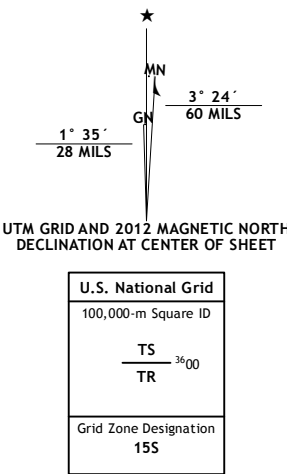 ★
MN
3° 24´
60 MILS
GN
1° 35´
28 MILS
UTM GRID AND 2012 MAGNETIC NORTH
DECLINATION AT CENTER OF SHEET
U.S. National Grid
100,000-m Square ID
TS
3600
TR
Grid Zone Designation
15S